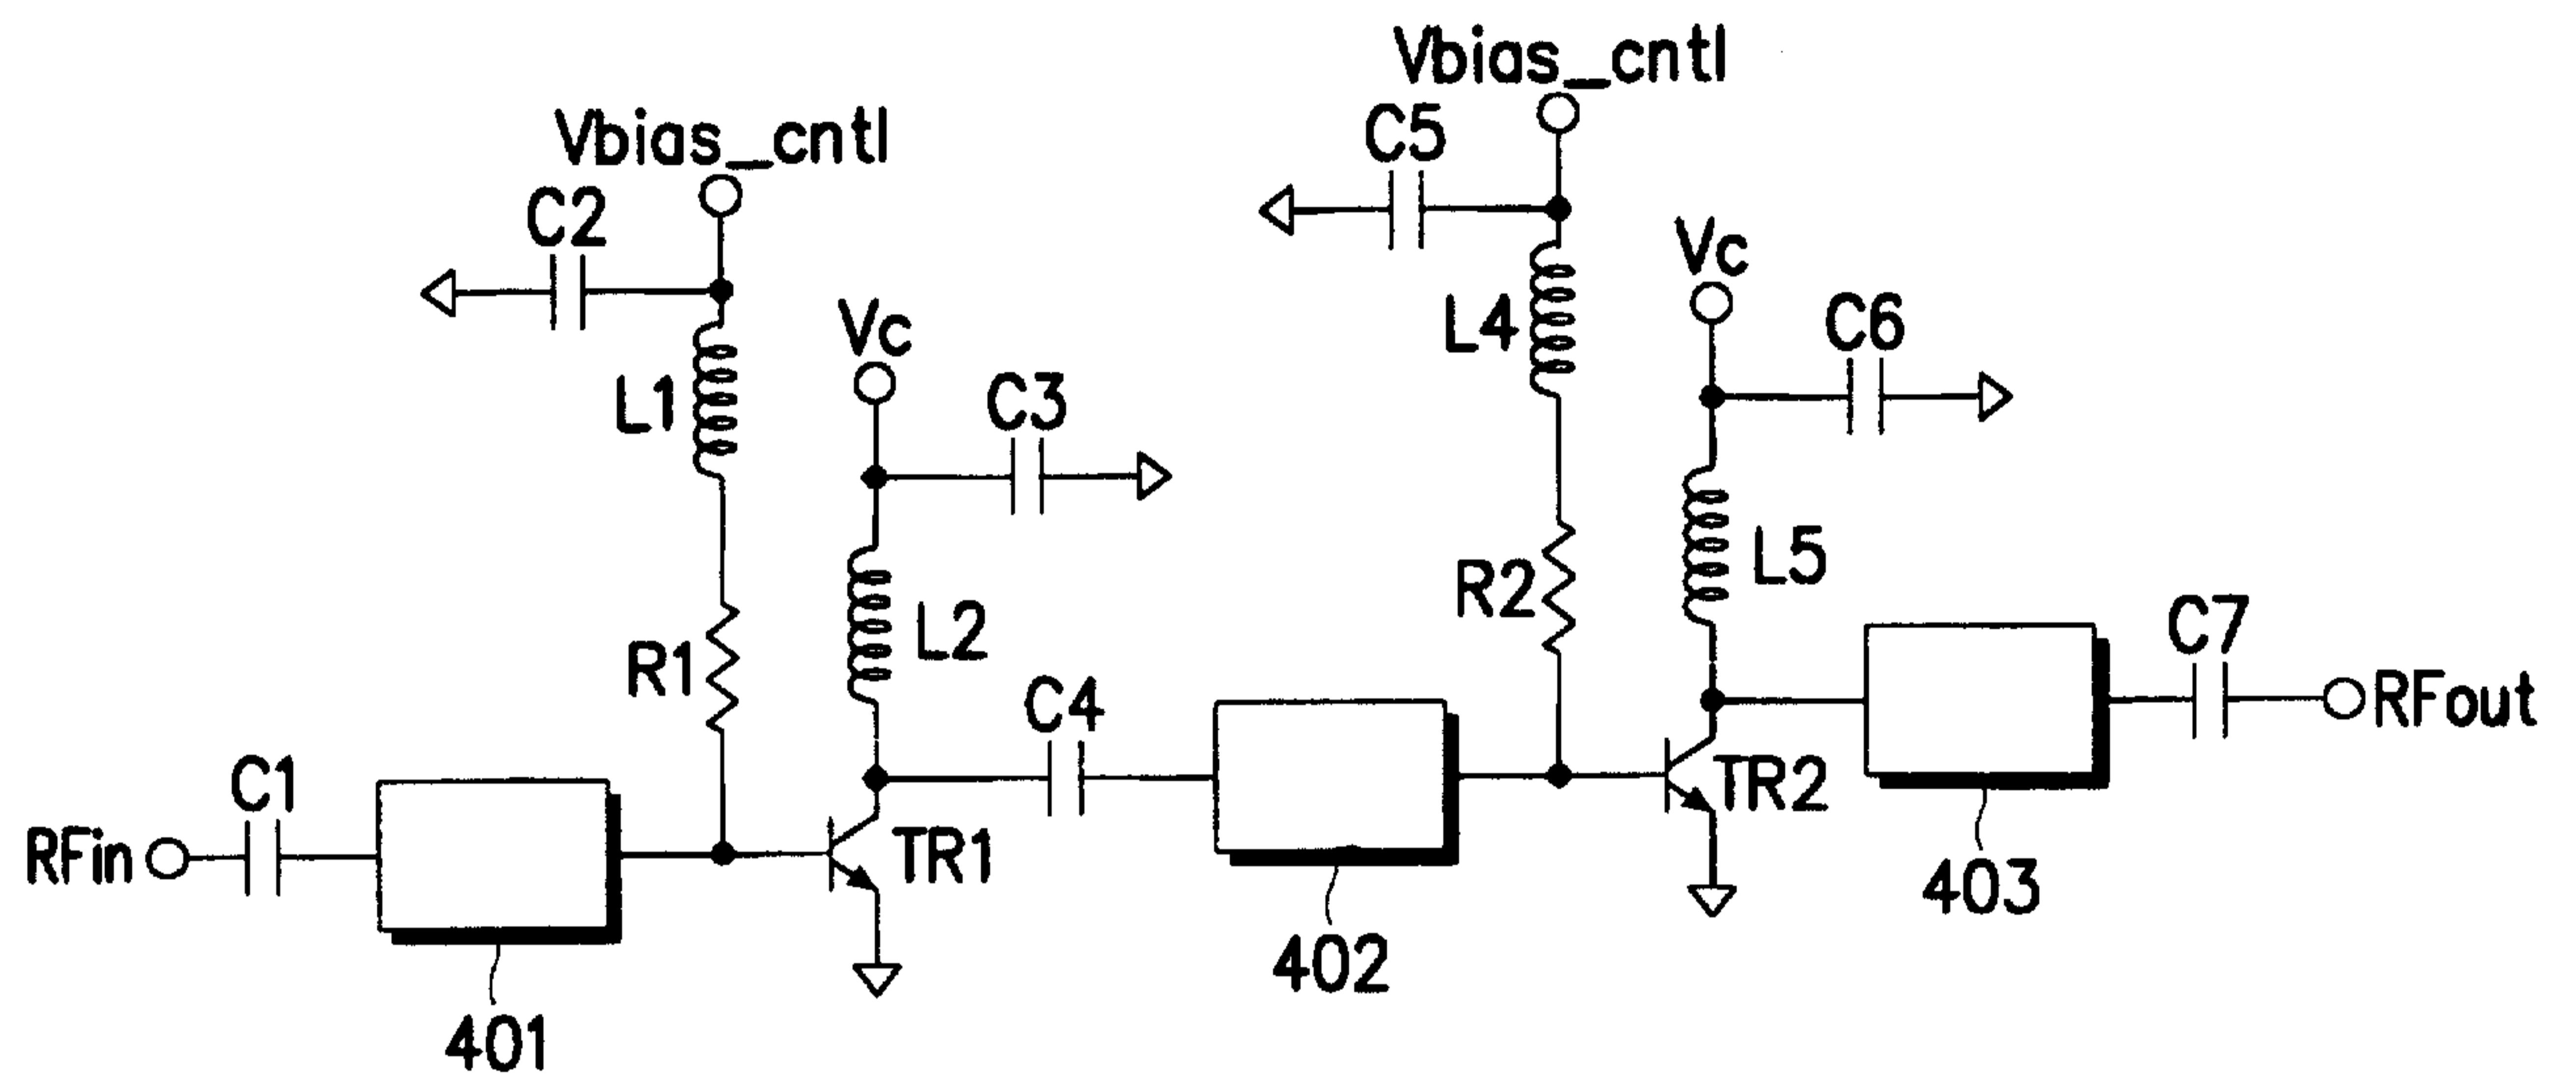 Vbias_cntl
C5
Vbias_cntl
C2
Vc
L4
C6
Vc
L1
C3
R2
L5
L2
R1
C7
C4
RFout
C1
TR2
RFin
TR1
403
402
401